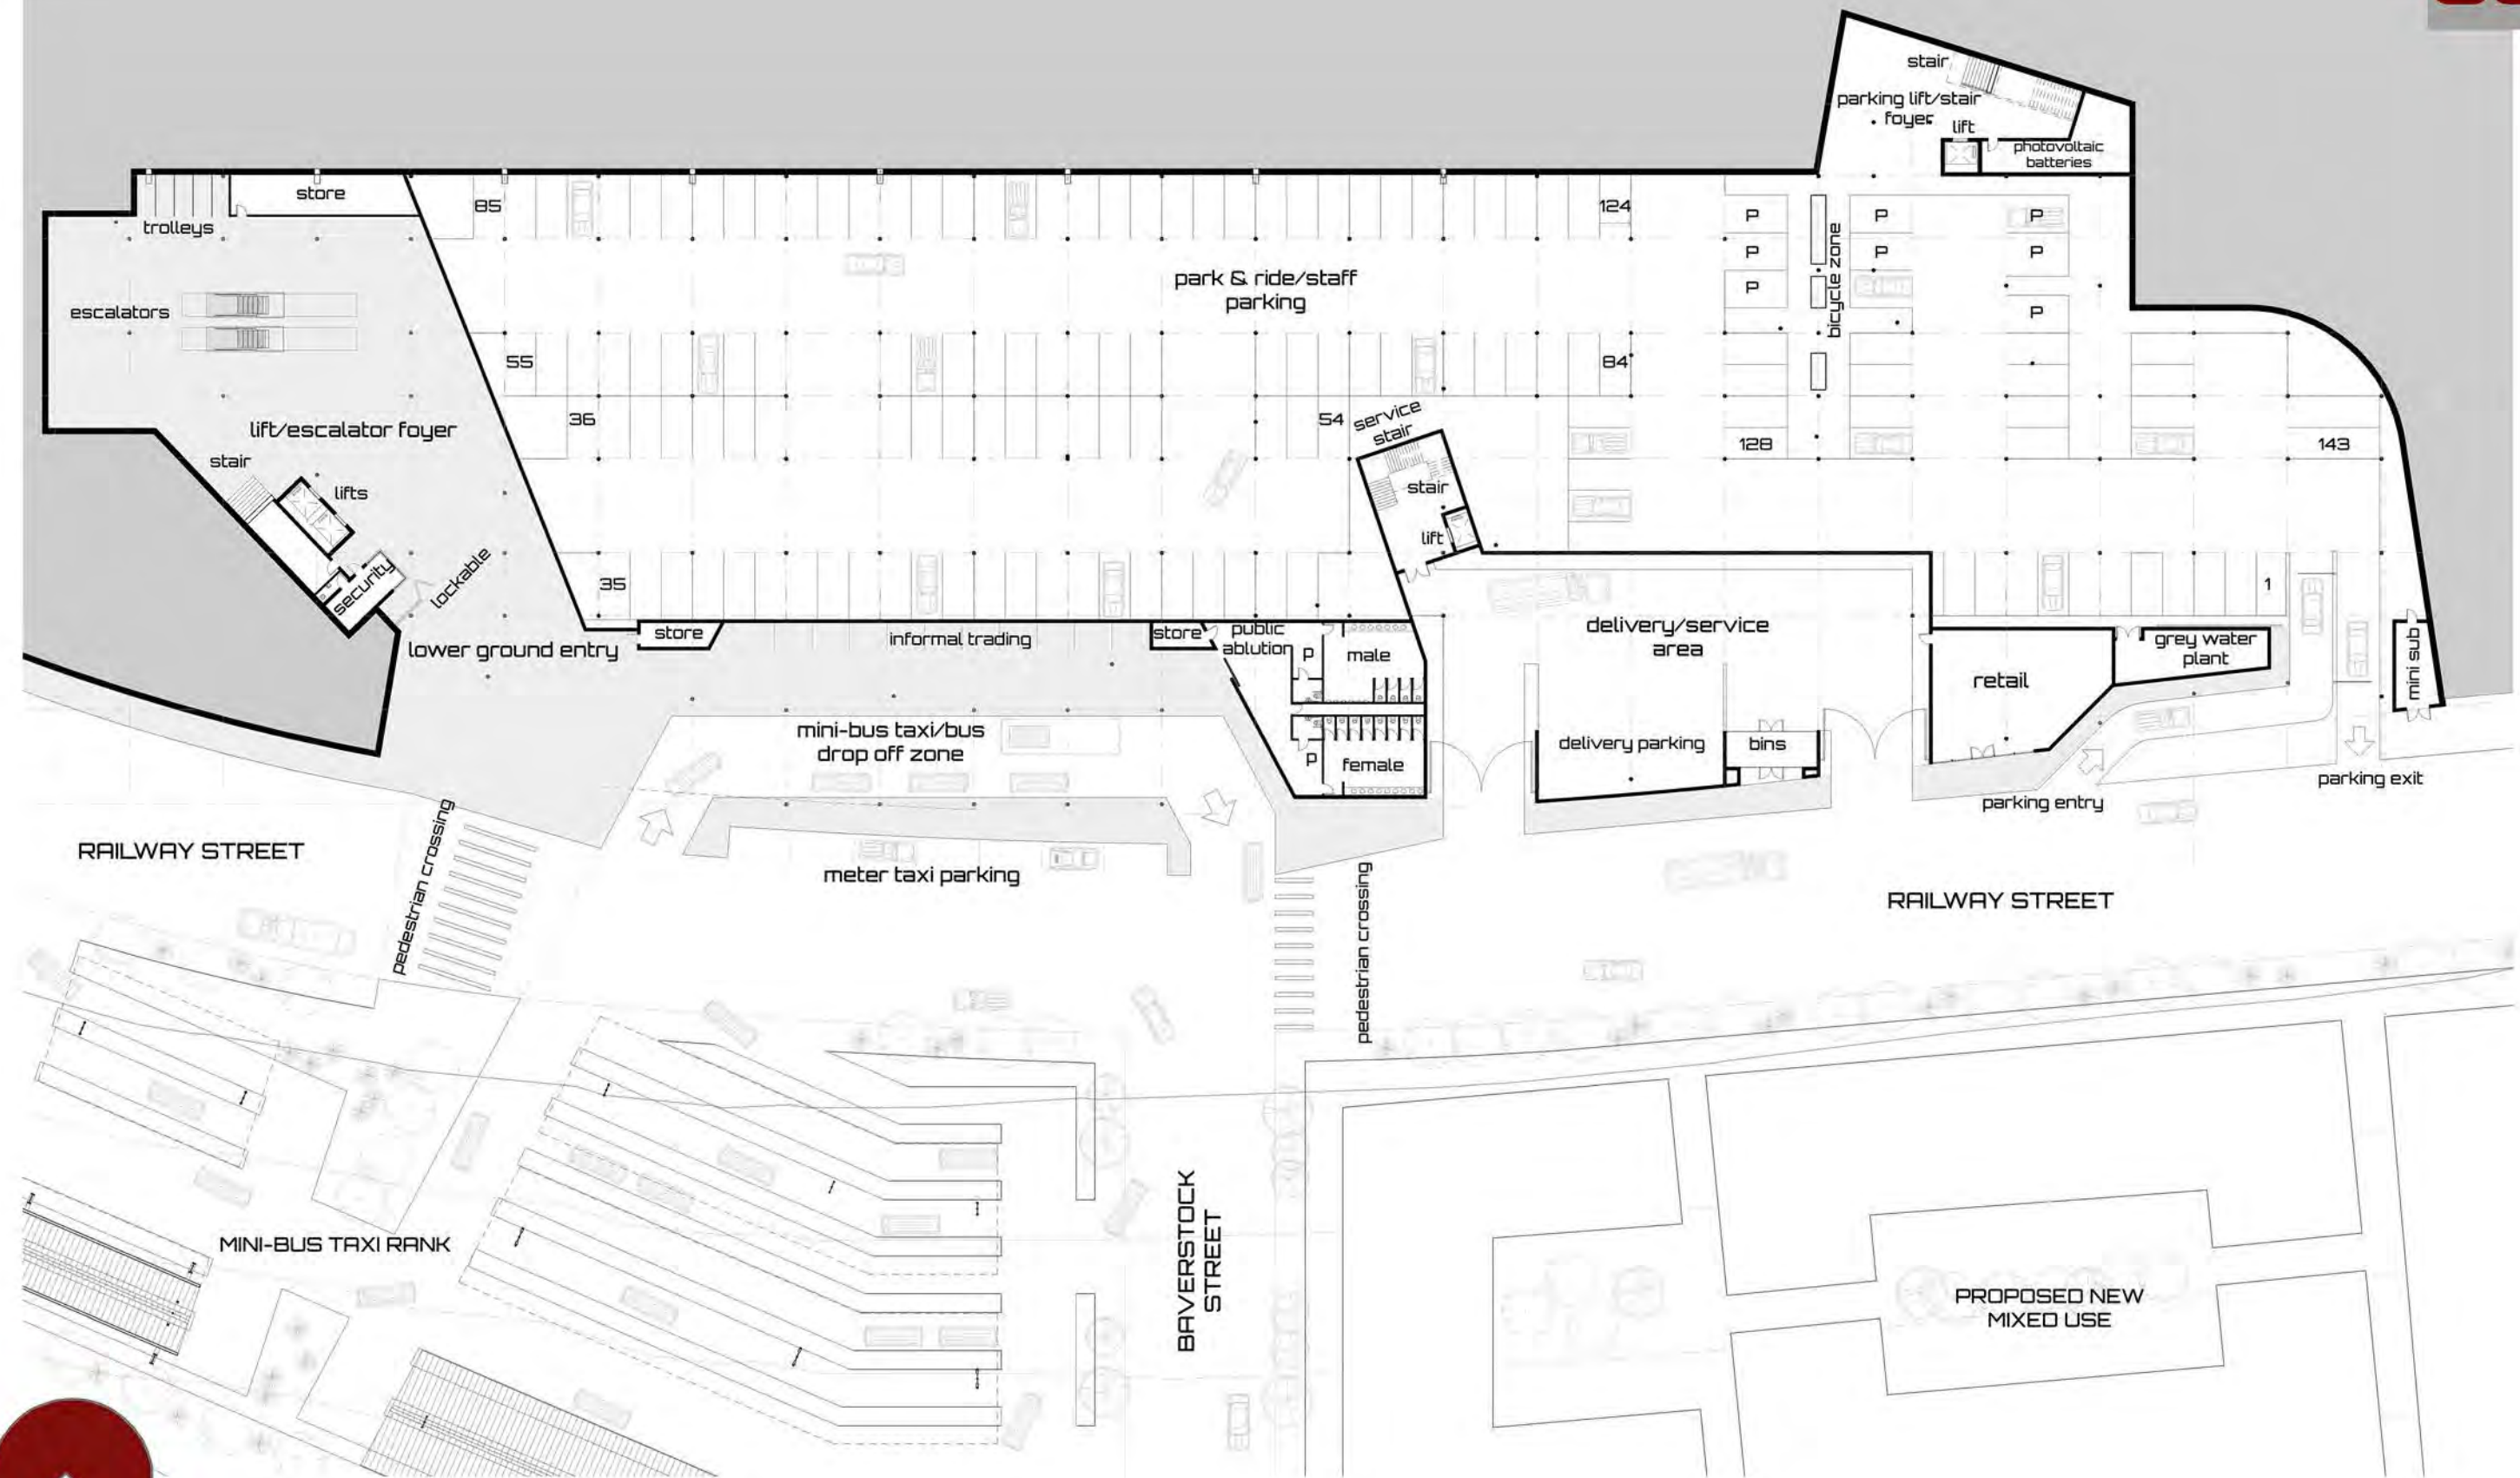 stair
parking lift/stair
foyer
lift
photovoltaic
batteries
store
trolleys
85
124
P
P
P
bicycle zone
P
P
P
P
P
park & ride/staff
parking
escalators
55
84
36
54
service
stair
128
143
lift/escalator foyer
stair
lifts
stair
lift
security
lockable
35
1
lower ground entry
store
informal trading
store
public
ablution
P
male
delivery/service
area
retail
grey water
plant
mini sub
mini-bus taxi/bus
drop off zone
P
female
delivery parking
bins
parking entry
parking exit
RAILWAY STREET
pedestrian crossing
meter taxi parking
pedestrian crossing
RAILWAY STREET
MINI-BUS TAXI RANK
BAVERSTOCK
STREET
PROPOSED NEW
MIXED USE